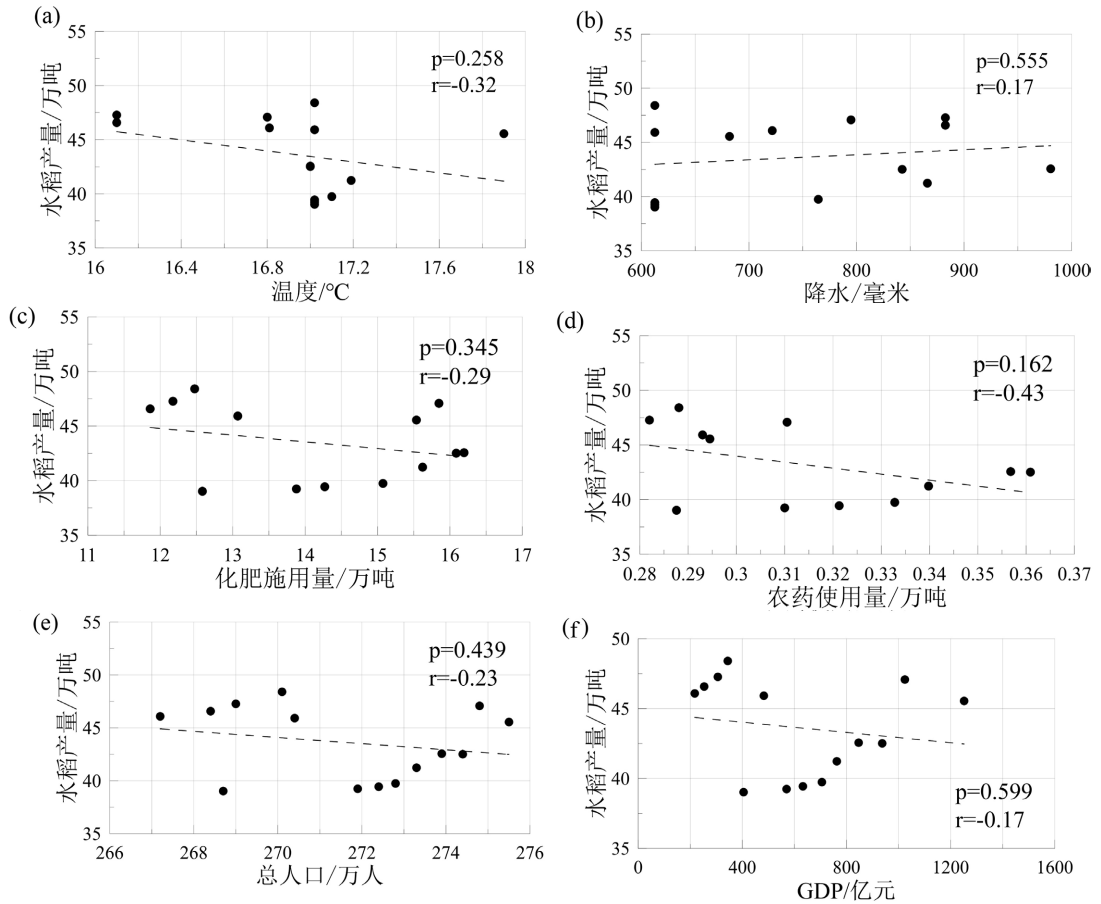 (a)
55
50
45
40
35
水稻产量/万吨
p=0.258
r=-0.32
16
16.4
16.8
17.2
17.6
18
温度/°C
(b)
55
50
45
40
35
水稻产量/万吨
p=0.555
r=0.17
600
700
800
900
1000
降水/毫米
(c)
55
50
45
40
35
水稻产量/万吨
p=0.345
r=-0.29
11
12
13
14
15
16
17
化肥施用量/万吨
(d)
55
50
45
40
35
水稻产量/万吨
p=0.162
r=-0.43
0.28
0.29
0.3
0.31
0.32
0.33
0.34
0.35
0.36
0.37
农药使用量/万吨
(e)
55
50
45
40
35
水稻产量/万吨
p=0.439
r=-0.23
266
268
270
272
274
276
总人口/万人
(f)
50
45
40
35
水稻产量/万吨
p=0.599
r=-0.17
0
400
800
1200
1600
GDP/亿元